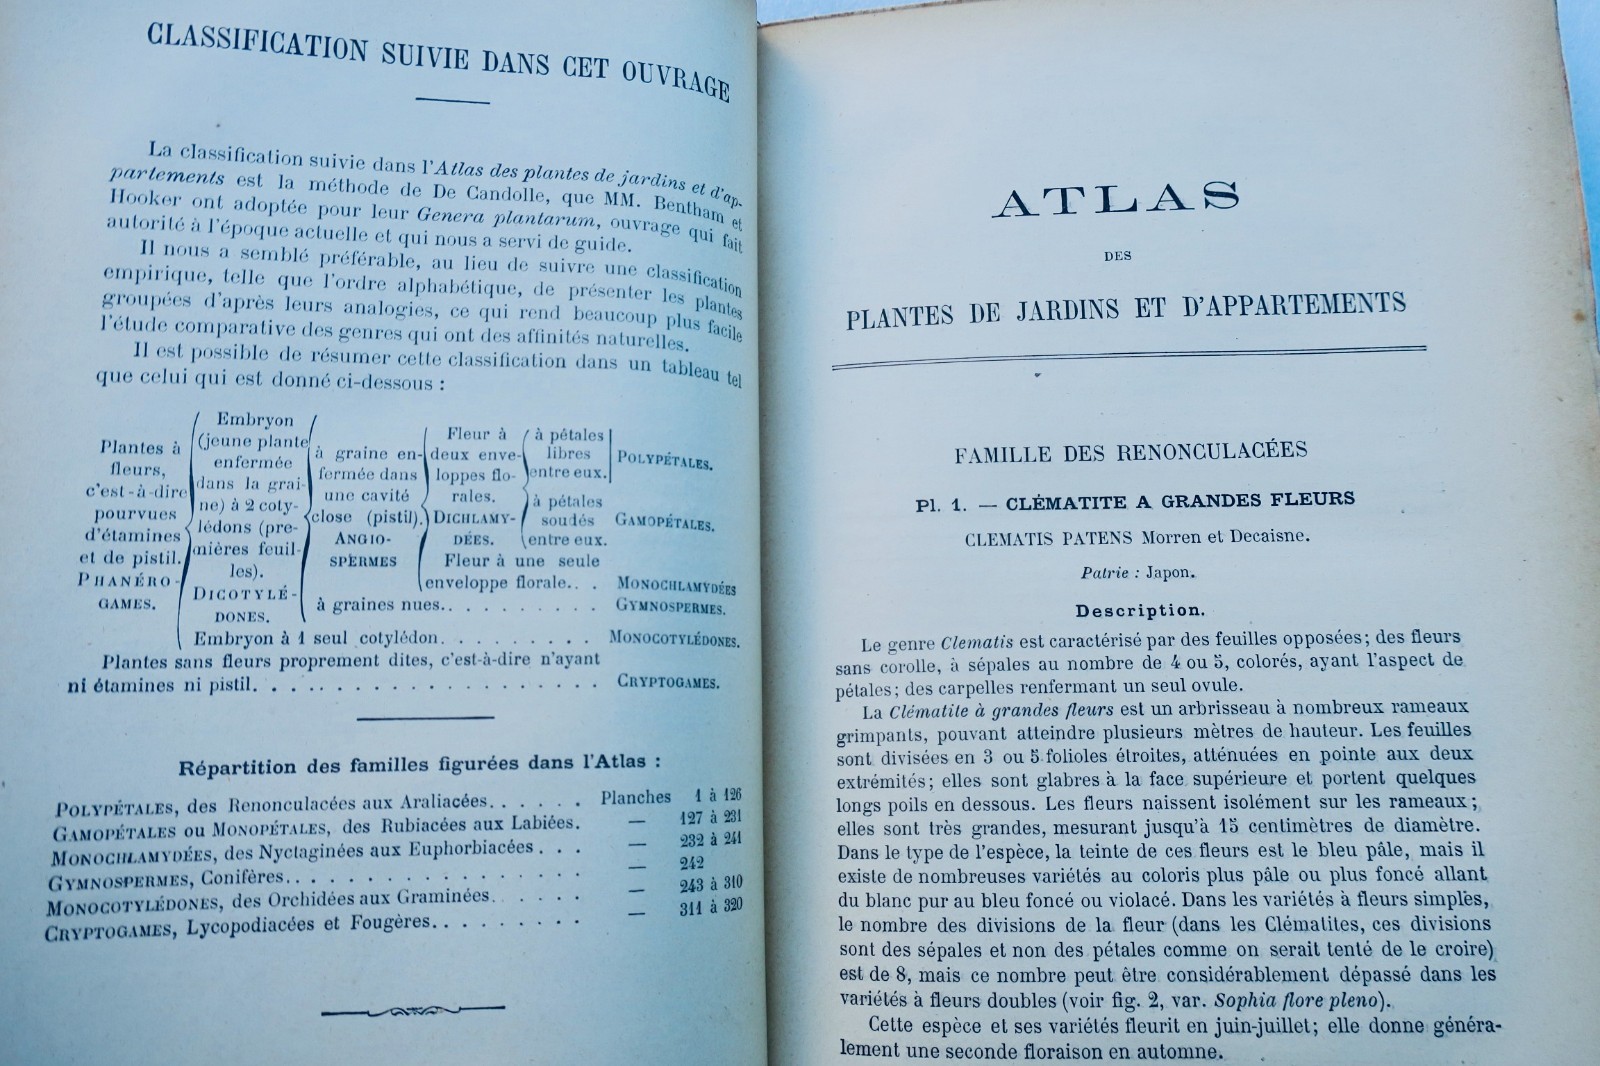 CLASSIFICATION SUIVIE DANS CET OUVRAGE
La classification suivie dans l'Atlas des plantes de jardins et d'ap-
partements est la méthode de De Candolle, que MM. Bentham et
Hooker ont adoptée pour leur Genera plantarum, ouvrage qui fait
autorité à l'époque actuelle et qui nous a servi de guide.
Il nous a semblé préférable, au lieu de suivre une classification
empirique, telle que l'ordre alphabétique, de présenter les plantes
groupées d'après leurs analogies, ce qui rend beaucoup plus facile
l'étude comparative des genres qui ont des affinités naturelles.
Il est possible de résumer cette classification dans un tableau tel
que celui qui est donné ci-dessous :
Plantes à
fleurs,
c'est-à-dire
pourvues
d'étamines
et de pistil.
PHANÉRO-
GAMES.
Embryon
(jeune plante
enfermée
dans la grai-
ne) à 2 coty-
lédons (pre-
mières feuil-
les).
DICOTYLÉ-
DONES.
à graine en-
fermée dans
une cavité
close (pistil).
ANGIO-
SPERMES
Fleur à
deux enve-
loppes flo-
rales.
DICHLAMY-
DÉES.
à pétales
libres
entre eux.
POLYPÉTALES.
à pétales
soudés
entre eux.
GAMOPÉTALES.
Fleur à une seule
enveloppe florale. . . MONOCHLAMYDÉES
à graines nues. . . . . . . . . . GYMNOSPERMES.
Embryon à 1 seul cotylédon. . . . . . . . . MONOCOTYLÉDONES.
Plantes sans fleurs proprement dites, c'est-à-dire n'ayant
ni étamines ni pistil. . . . . . . . . . . . . . . . . . CRYPTOGAMES.
Répartition des familles figurées dans l'Atlas :
POLYPÉTALES, des Renonculacées aux Araliacées. . . . . . Planches 1 à 126
GAMOPÉTALES OU MONOPÉTALES, des Rubiacées aux Labiées. — 127 à 231
MONOCHLAMYDÉES, des Nyctaginées aux Euphorbiacées . . . — 232 à 241
GYMNOSPERMES, Conifères. . . . . . . . . . . . . . . . — 242
MONOCOTYLÉDONES, des Orchidées aux Graminées. . . . . — 243 à 310
CRYPTOGAMES, Lycopodiacées et Fougères. . . . . . . . — 311 à 320
ATLAS
DES
PLANTES DE JARDINS ET D'APPARTEMENTS
FAMILLE DES RENONCULACÉES
Pl. 1. — CLÉMATITE A GRANDES FLEURS
CLEMATIS PATENS Morren et Decaisne.
Patrie : Japon.
Description.
Le genre Clematis est caractérisé par des feuilles opposées; des fleurs
sans corolle, à sépales au nombre de 4 ou 5, colorés, ayant l'aspect de
pétales; des carpelles renfermant un seul ovule.
La Clématite à grandes fleurs est un arbrisseau à nombreux rameaux
grimpants, pouvant atteindre plusieurs mètres de hauteur. Les feuilles
sont divisées en 3 ou 5 folioles étroites, atténuées en pointe aux deux
extrémités; elles sont glabres à la face supérieure et portent quelques
longs poils en dessous. Les fleurs naissent isolément sur les rameaux;
elles sont très grandes, mesurant jusqu'à 15 centimètres de diamètre.
Dans le type de l'espèce, la teinte de ces fleurs est le bleu pâle, mais il
existe de nombreuses variétés au coloris plus pâle ou plus foncé allant
du blanc pur au bleu foncé ou violacé. Dans les variétés à fleurs simples,
le nombre des divisions de la fleur (dans les Clématites, ces divisions
sont des sépales et non des pétales comme on serait tenté de le croire)
est de 8, mais ce nombre peut être considérablement dépassé dans les
variétés à fleurs doubles (voir fig. 2, var. Sophia flore pleno).
Cette espèce et ses variétés fleurit en juin-juillet; elle donne généra-
lement une seconde floraison en automne.